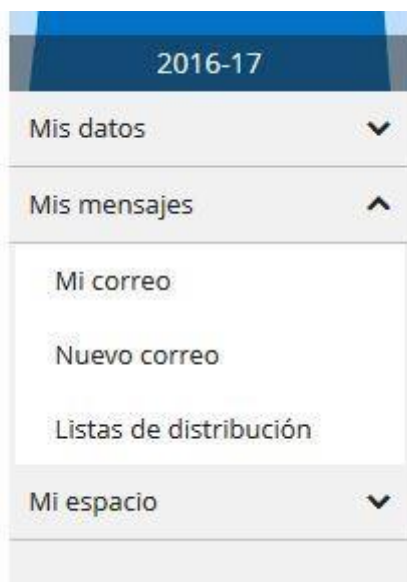 2016-17
Mis datos
Mis mensajes
Mi correo
Nuevo correo
Listas de distribución
Mi espacio